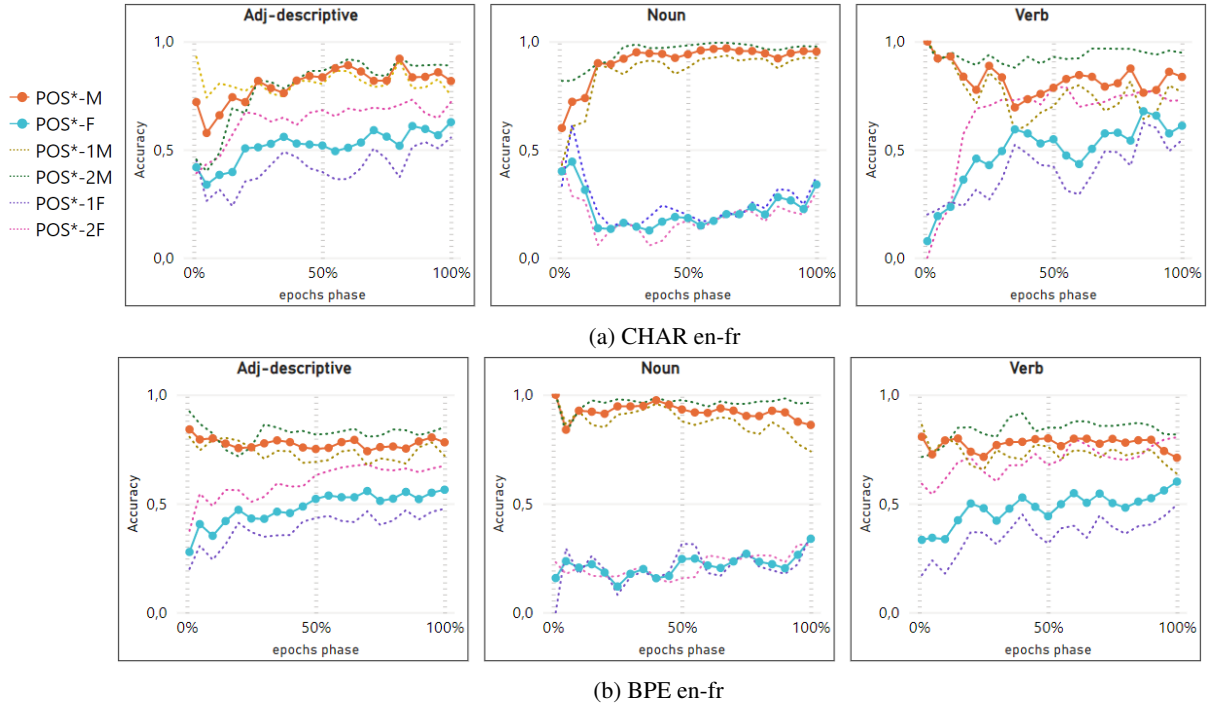 Adj-descriptive
Noun
Verb
POS*-M
POS*-F
POS*-1M
POS*-2M
POS*-1F
POS*-2F
1,0
0,5
0,0
Accuracy
0%
50%
100%
epochs phase
1,0
0,5
0,0
Accuracy
0%
50%
100%
epochs phase
1,0
0,5
0,0
Accuracy
0%
50%
100%
epochs phase
(a) CHAR en-fr
Adj-descriptive
Noun
Verb
1,0
0,5
0,0
Accuracy
0%
50%
100%
epochs phase
1,0
0,5
0,0
Accuracy
0%
50%
100%
epochs phase
1,0
0,5
0,0
Accuracy
0%
50%
100%
epochs phase
(b) BPE en-fr